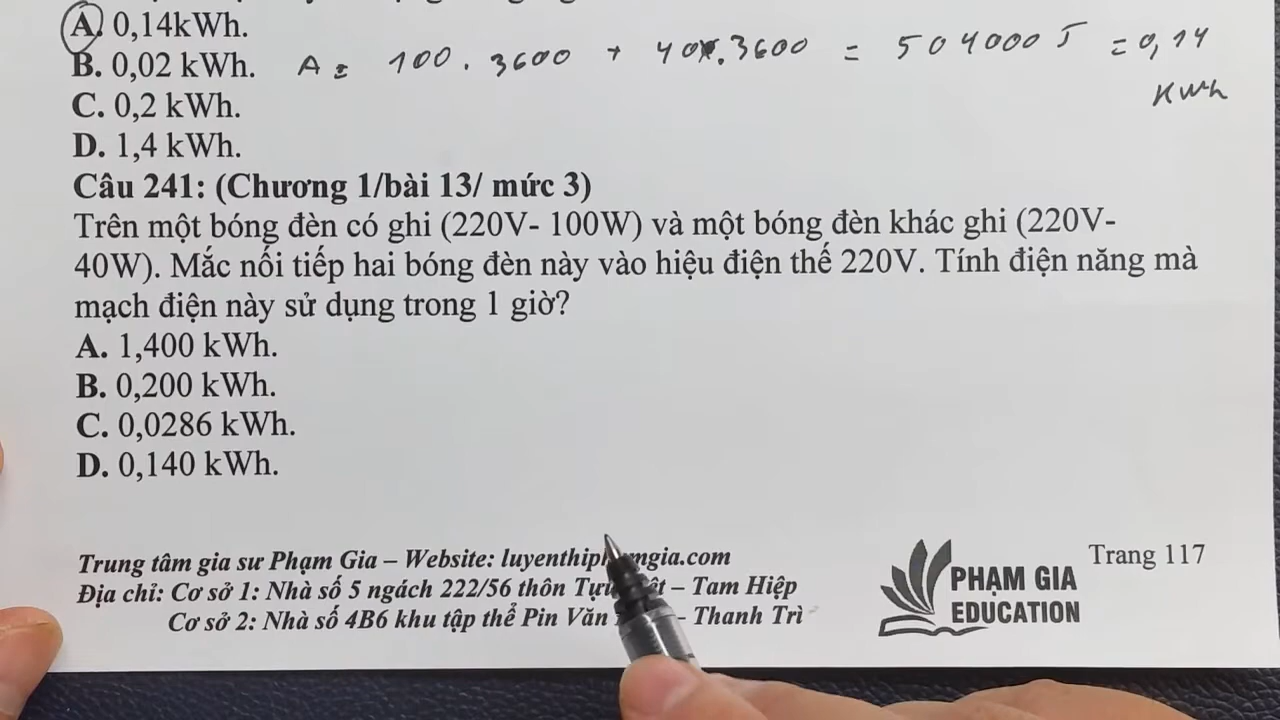 A. 0,14kWh.
B. 0,02 kWh. A = 100 . 3600 + 40 . 3600 = 504000 J = 0,14
kWh
C. 0,2 kWh.
D. 1,4 kWh.
Câu 241: (Chương 1/bài 13/ mức 3)
Trên một bóng đèn có ghi (220V- 100W) và một bóng đèn khác ghi (220V-
40W). Mắc nối tiếp hai bóng đèn này vào hiệu điện thế 220V. Tính điện năng mà
mạch điện này sử dụng trong 1 giờ?
A. 1,400 kWh.
B. 0,200 kWh.
C. 0,0286 kWh.
D. 0,140 kWh.
Trung tâm gia sư Phạm Gia – Website: luyenthiphamgia.com
Địa chỉ: Cơ sở 1: Nhà số 5 ngách 222/56 thôn – Tam Hiệp
Cơ sở 2: Nhà số 4B6 khu tập thể Pin Văn - Thanh Trì
PHẠM GIA
EDUCATION
Trang 117